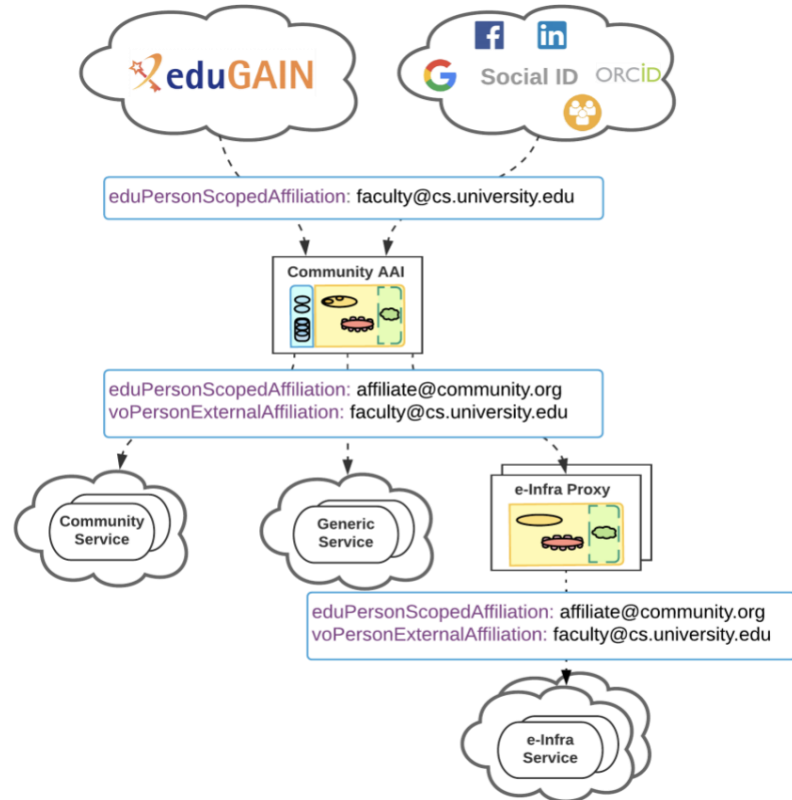 eduGAIN
Social ID
ORCID
eduPersonScopedAffiliation: faculty@cs.university.edu
Community AAI
eduPersonScopedAffiliation: affiliate@community.org
voPersonExternalAffiliation: faculty@cs.university.edu
Community
Service
Generic
Service
e-Infra Proxy
eduPersonScopedAffiliation: affiliate@community.org
voPersonExternalAffiliation: faculty@cs.university.edu
e-Infra
Service